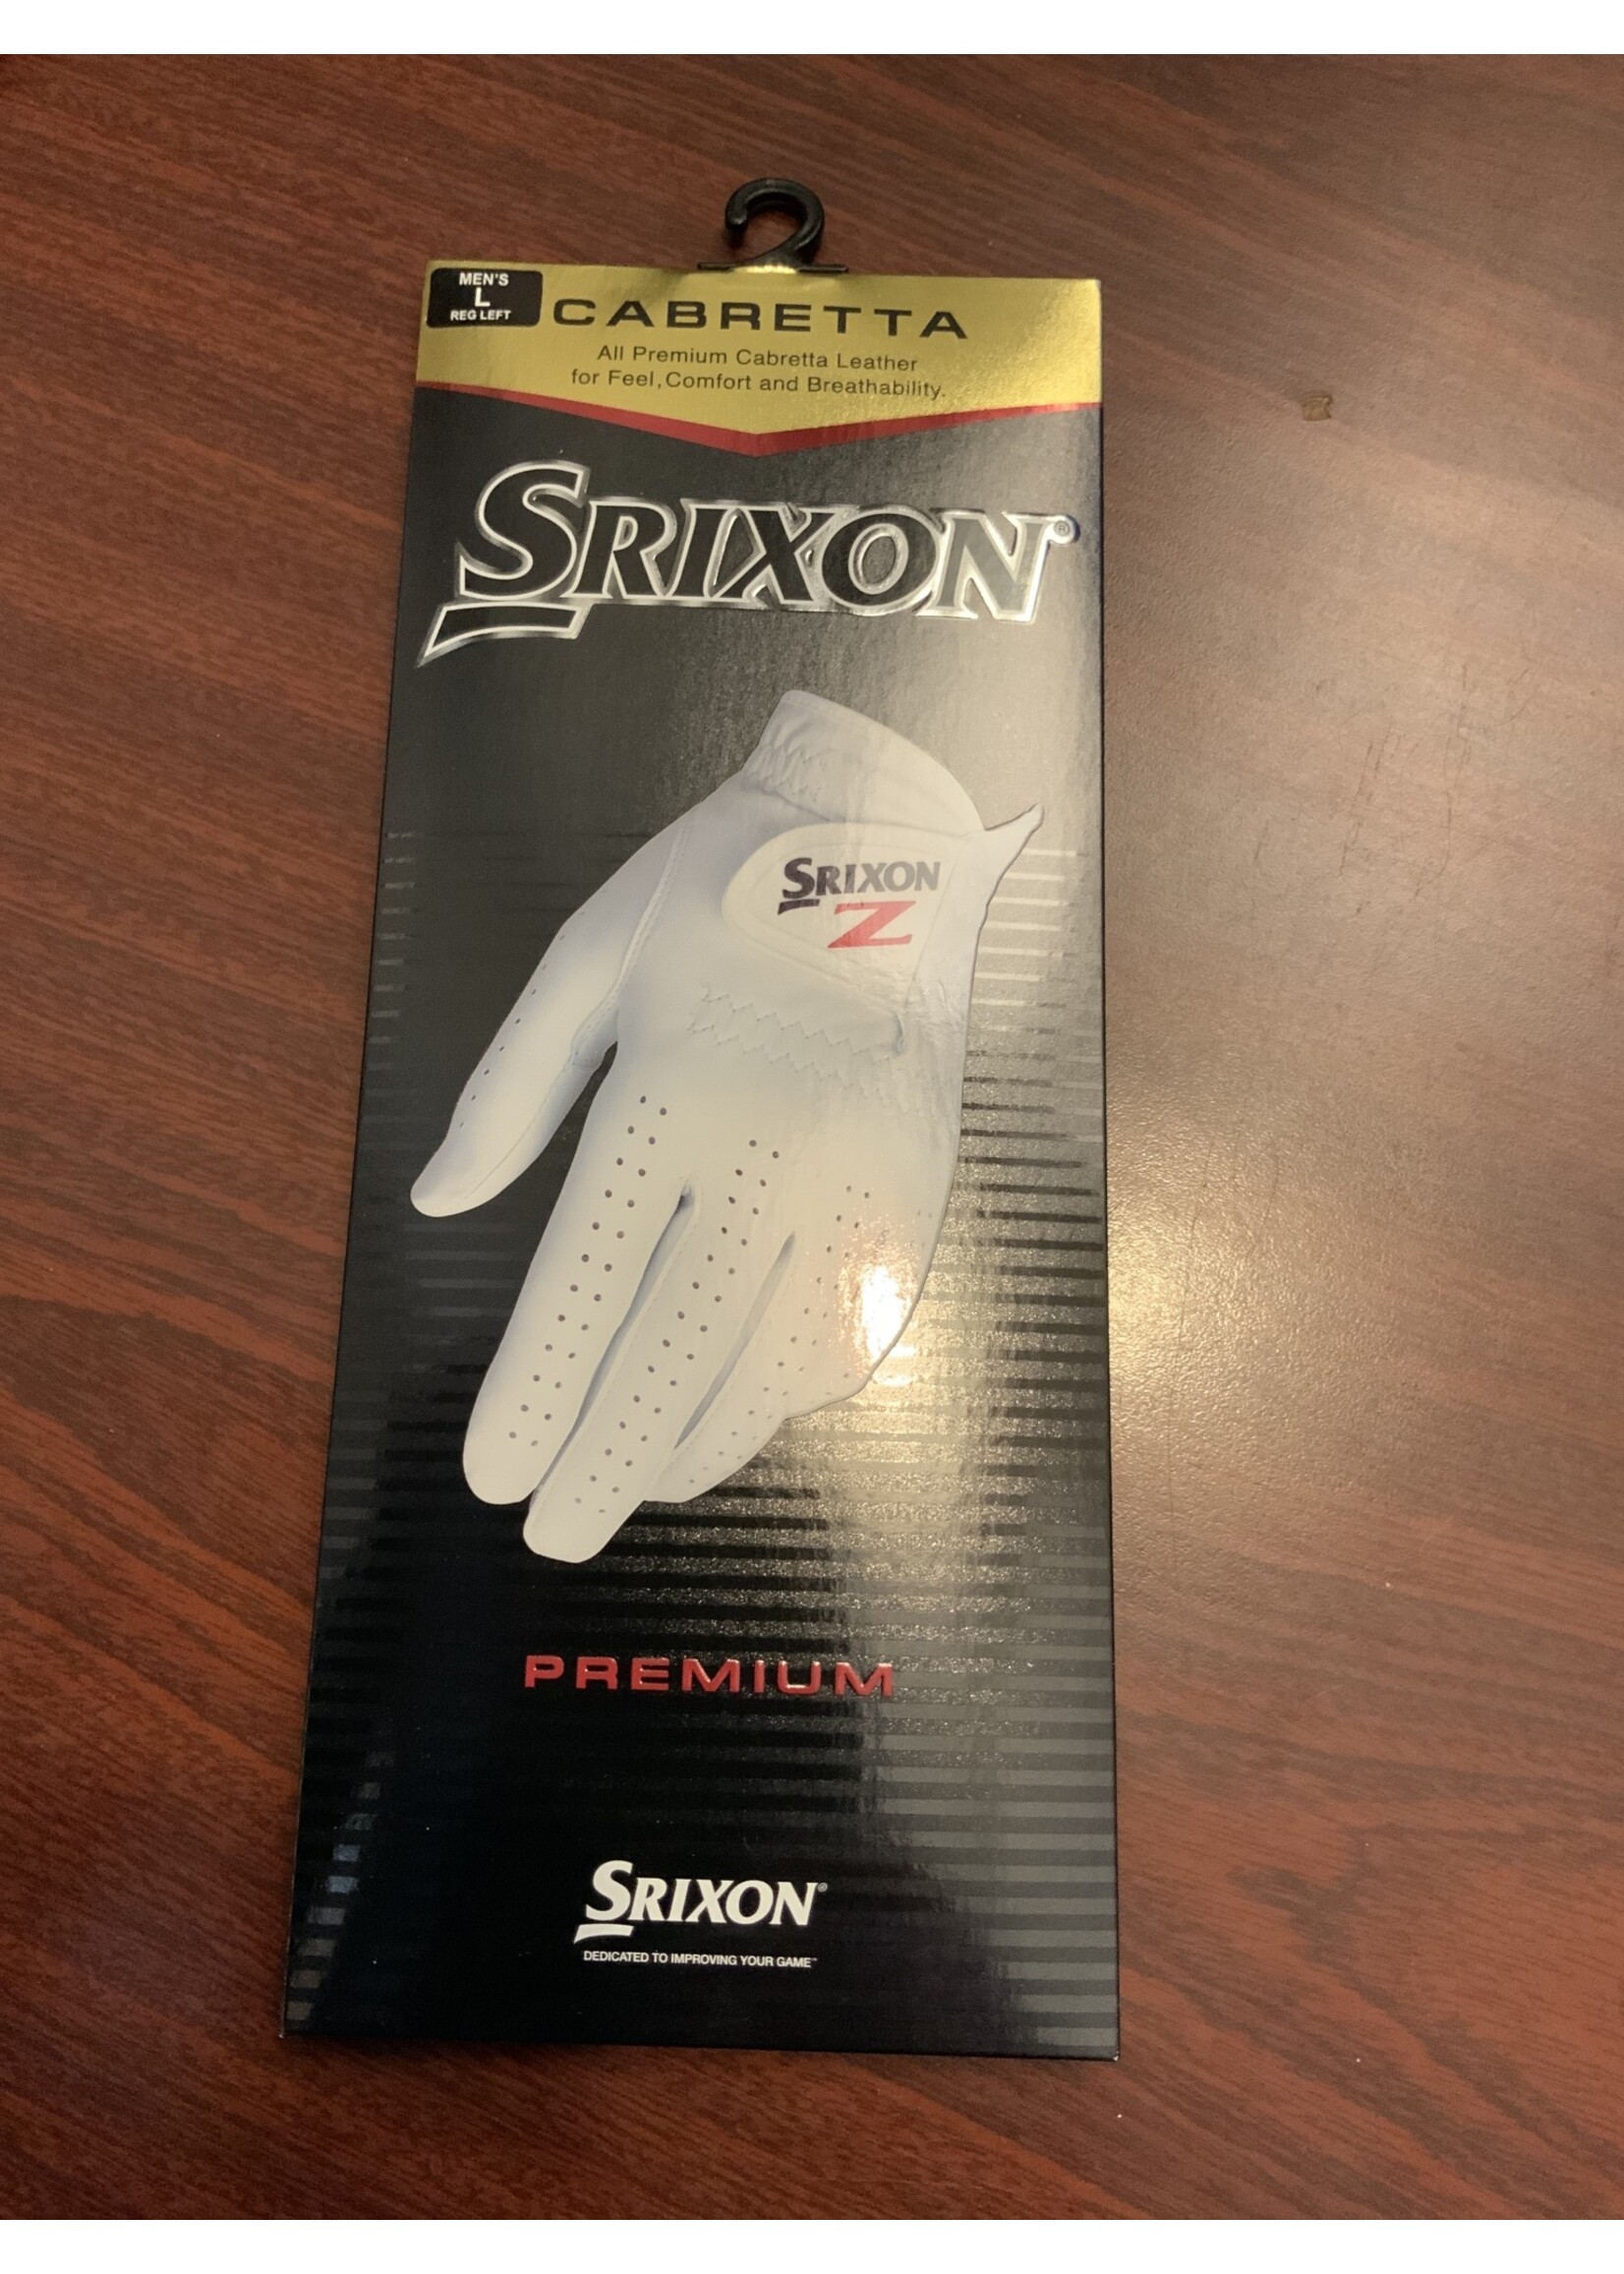 MEN'S
L
REG LEFT
CABRETTA
All Premium Cabretta Leather
for Feel, Comfort and Breathability.
SRIXON®
SRIXON
Z
PREMIUM
SRIXON®
DEDICATED TO IMPROVING YOUR GAME™